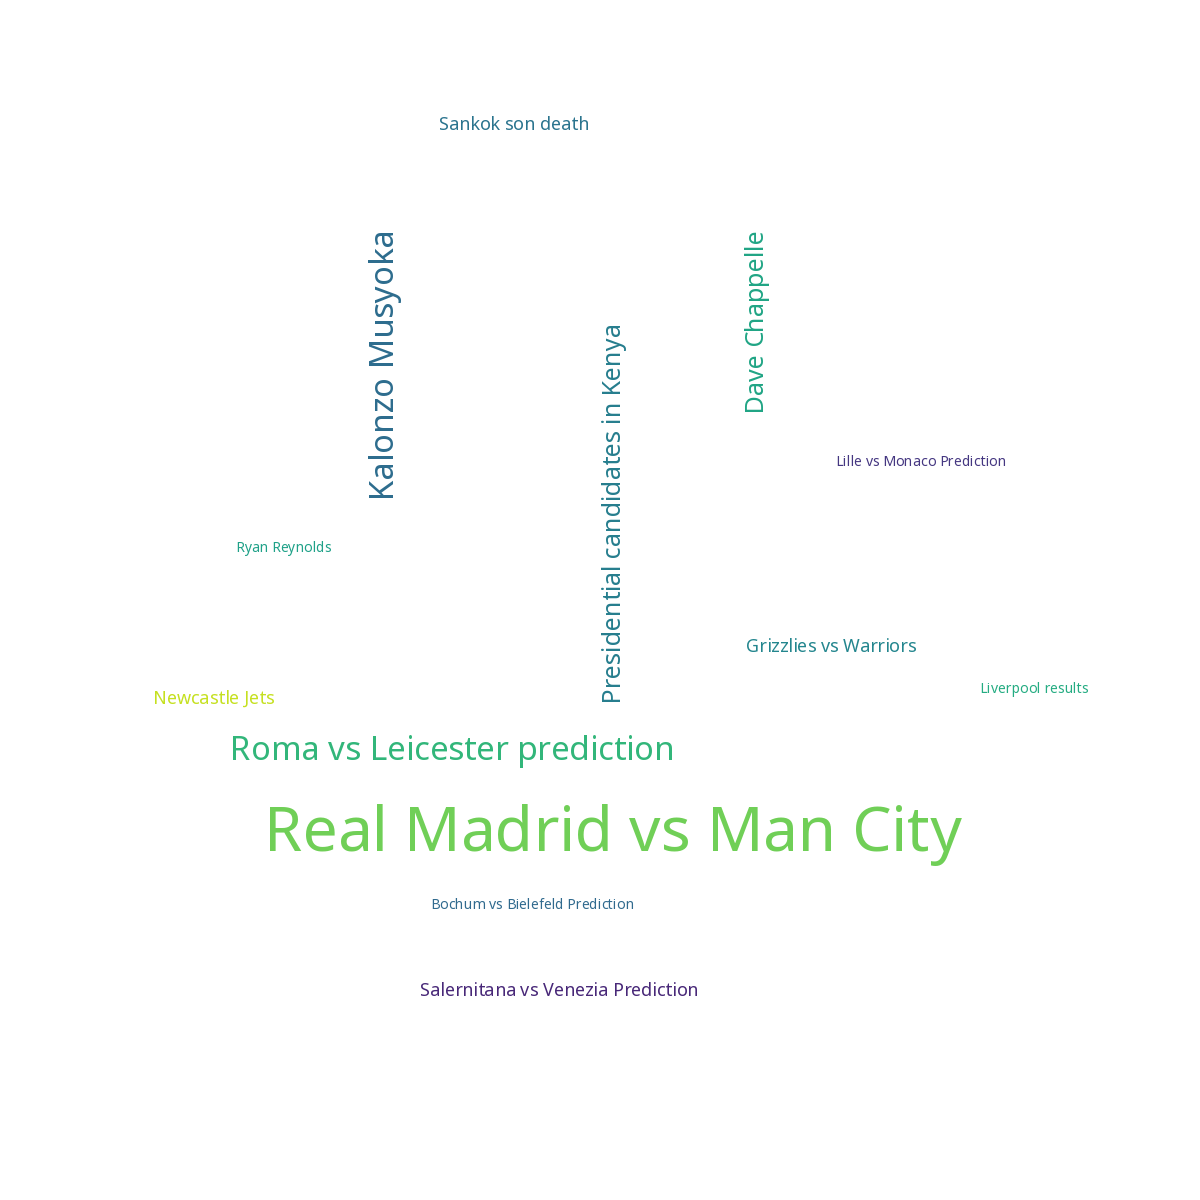 Sankok son death
Kalonzo Musyoka
Dave Chappelle
Presidential candidates in Kenya
Lille vs Monaco Prediction
Ryan Reynolds
Grizzlies vs Warriors
Liverpool results
Newcastle Jets
Roma vs Leicester prediction
Real Madrid vs Man City
Bochum vs Bielefeld Prediction
Salernitana vs Venezia Prediction